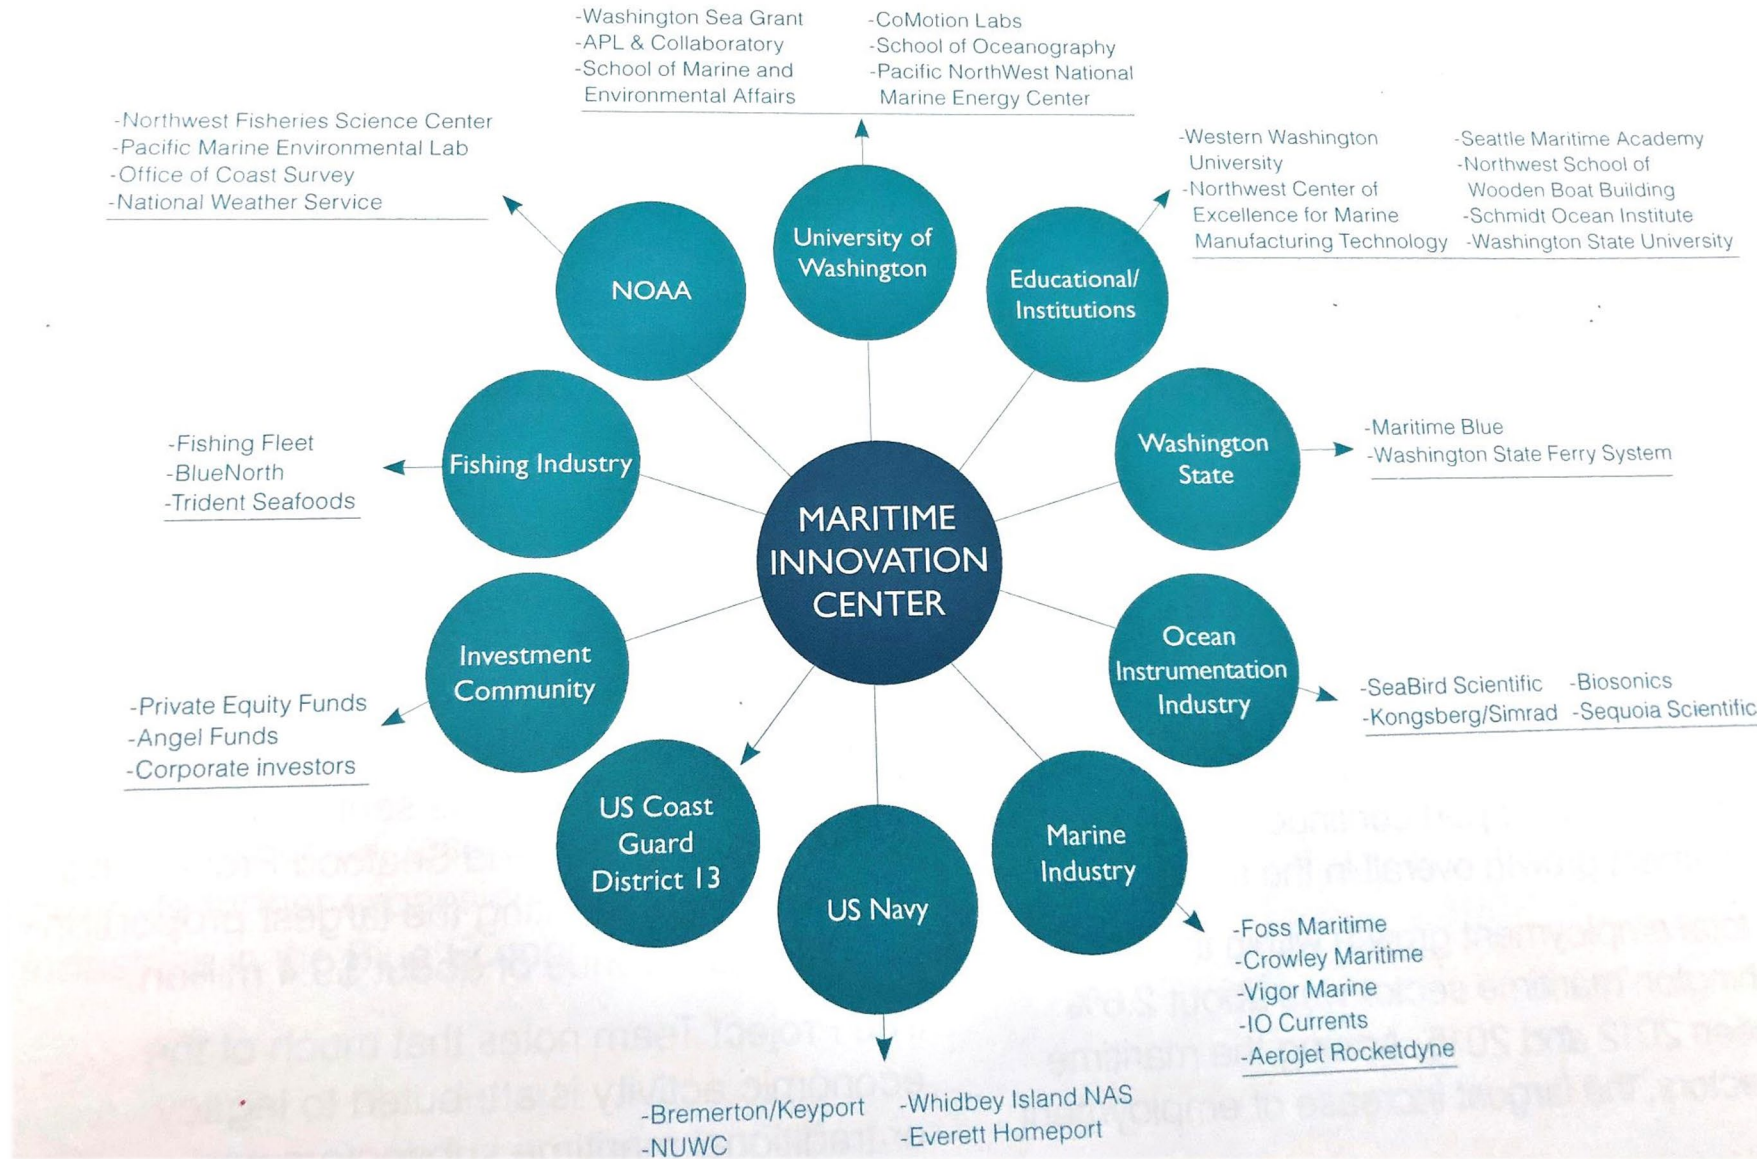 -Washington Sea Grant
-APL & Collaboratory
-School of Marine and
Environmental Affairs
-CoMotion Labs
-School of Oceanography
-Pacific NorthWest National
Marine Energy Center
-Northwest Fisheries Science Center
-Pacific Marine Environmental Lab
-Office of Coast Survey
-National Weather Service
-Western Washington
University
-Northwest Center of
Excellence for Marine
Manufacturing Technology
-Seattle Maritime Academy
-Northwest School of
Wooden Boat Building
-Schmidt Ocean Institute
-Washington State University
NOAA
University of
Washington
Educational/
Institutions
-Fishing Fleet
-BlueNorth
-Trident Seafoods
Fishing Industry
Washington
State
-Maritime Blue
-Washington State Ferry System
MARITIME
INNOVATION
CENTER
-Private Equity Funds
-Angel Funds
-Corporate investors
Investment
Community
Ocean
Instrumentation
Industry
-SeaBird Scientific
-Kongsberg/Simrad
-Biosonics
-Sequoia Scientific
US Coast
Guard
District 13
US Navy
Marine
Industry
-Foss Maritime
-Crowley Maritime
-Vigor Marine
-IO Currents
-Aerojet Rocketdyne
-Bremerton/Keyport
-NUWC
-Whidbey Island NAS
-Everett Homeport